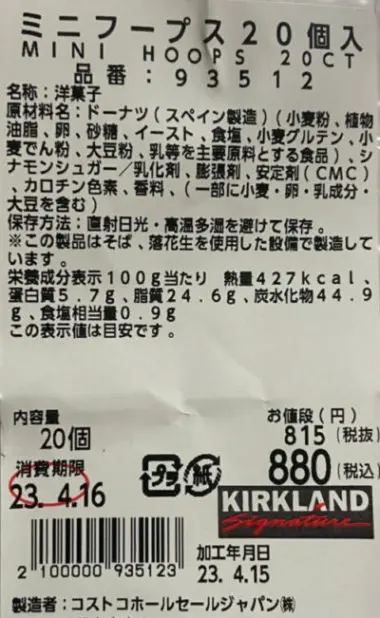 ミニフープス20個入
MINI HOOPS 20CT
品番:93512
名称:洋菓子
原材料名:ドーナツ(スペイン製造)(小麦粉、植物
油脂、卵、砂糖、イースト、食塩、小麦グルテン、小
麦でん粉、大豆粉、乳等を主要原料とする食品)、シ
ナモンシュガー/乳化剤、膨張剤、安定剤(CMC)
、カロチン色素、香料、(一部に小麦・卵・乳成分・
大豆を含む)
保存方法:直射日光・高温多湿を避けて保存。
※この製品はそば、落花生を使用した設備で製造して
います。
栄養成分表示100g当たり 熱量427kcal、
蛋白質5.7g、脂質24.6g、炭水化物44.9
g、食塩相当量0.9g
この表示値は目安です。
内容量
20個
お値段(円)
815(税抜)
880(税込)
消費期限
23. 4.16
プラ 紙
KIRKLAND
Signature
加工年月日
23. 4.15
2 100000 935123
製造者:コストコホールセールジャパン㈱